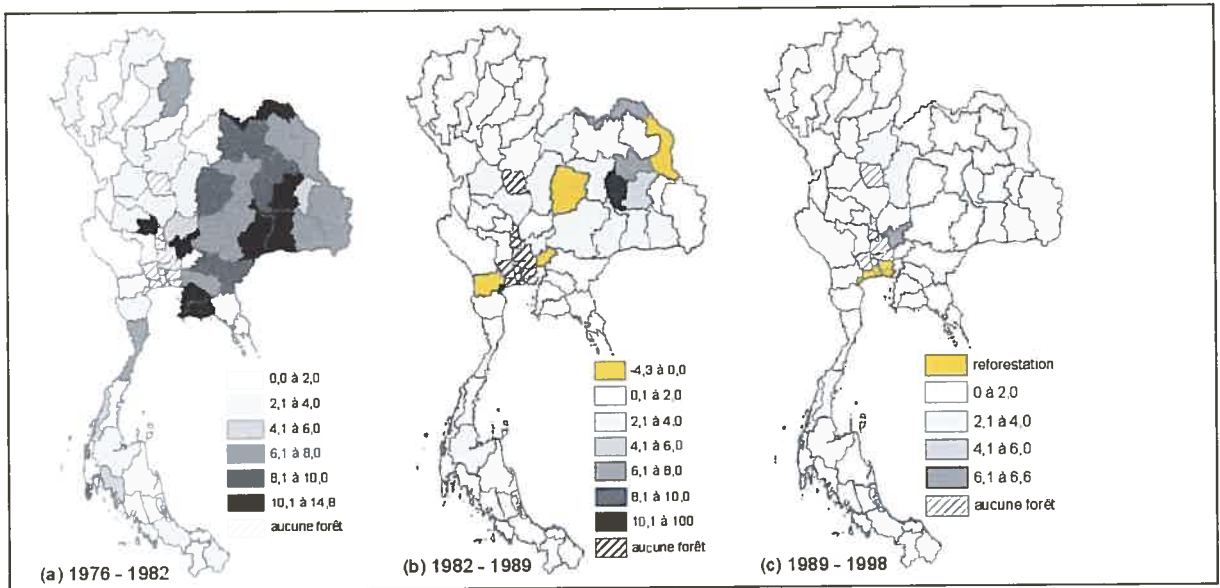 0,0 à 2,0
2,1 à 4,0
4,1 à 6,0
6,1 à 8,0
8,1 à 10,0
10,1 à 14,8
aucune forêt
(a) 1976 - 1982
-4,3 à 0,0
0,1 à 2,0
2,1 à 4,0
4,1 à 6,0
6,1 à 8,0
8,1 à 10,0
10,1 à 100
aucune forêt
(b) 1982 - 1989
reforestation
0 à 2,0
2,1 à 4,0
4,1 à 6,0
6,1 à 6,6
aucune forêt
(c) 1989 - 1998